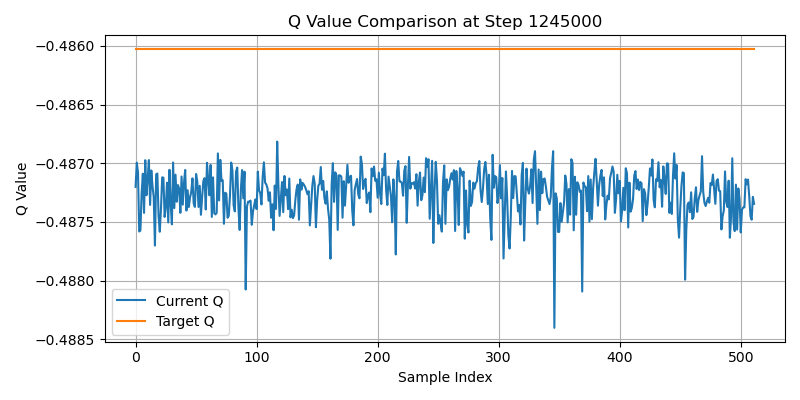 Q Value Comparison at Step 1245000
−0.4860
−0.4865
−0.4870
−0.4875
−0.4880
−0.4885
Q Value
Current Q
Target Q
0 100 200 300 400 500
Sample Index